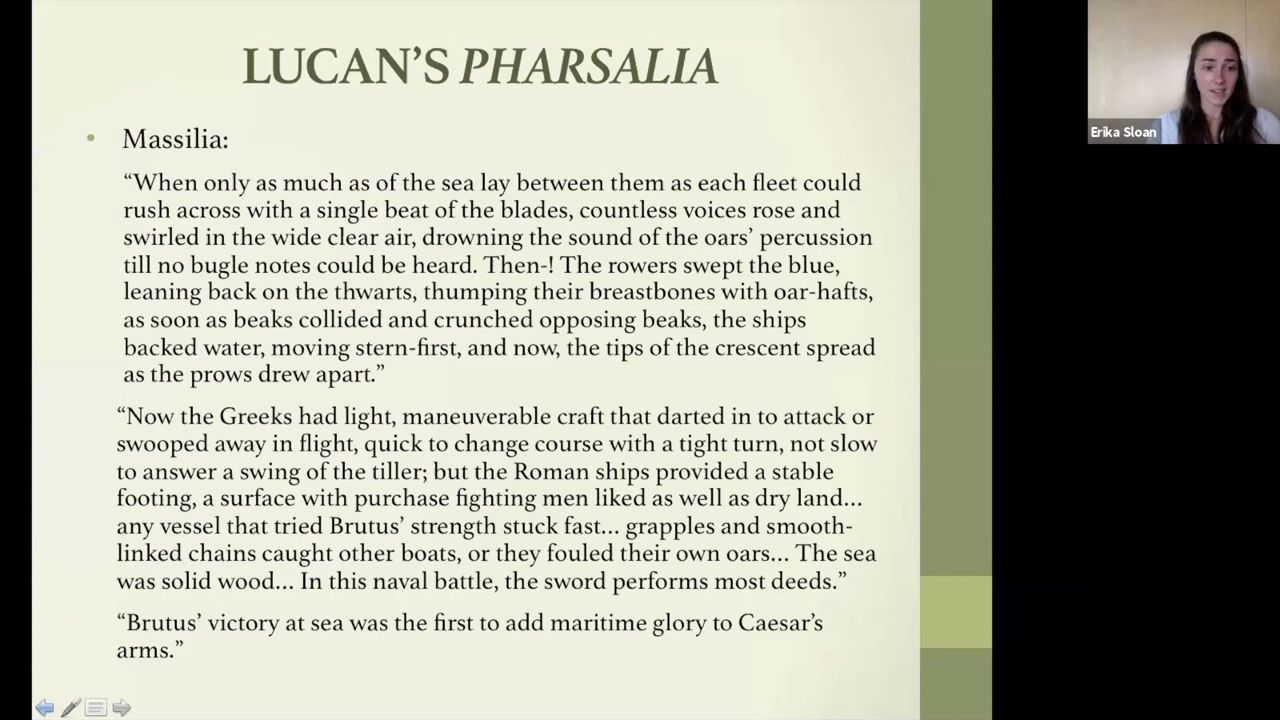 LUCAN’S PHARSALIA
• Massilia:
“When only as much as of the sea lay between them as each fleet could
rush across with a single beat of the blades, countless voices rose and
swirled in the wide clear air, drowning the sound of the oars’ percussion
till no bugle notes could be heard. Then-! The rowers swept the blue,
leaning back on the thwarts, thumping their breastbones with oar-hafts,
as soon as beaks collided and crunched opposing beaks, the ships
backed water, moving stern-first, and now, the tips of the crescent spread
as the prows drew apart.”
“Now the Greeks had light, maneuverable craft that darted in to attack or
swooped away in flight, quick to change course with a tight turn, not slow
to answer a swing of the tiller; but the Roman ships provided a stable
footing, a surface with purchase fighting men liked as well as dry land…
any vessel that tried Brutus’ strength stuck fast… grapples and smooth-
linked chains caught other boats, or they fouled their own oars… The sea
was solid wood… In this naval battle, the sword performs most deeds.”
“Brutus’ victory at sea was the first to add maritime glory to Caesar’s
arms.”
Erika Sloan